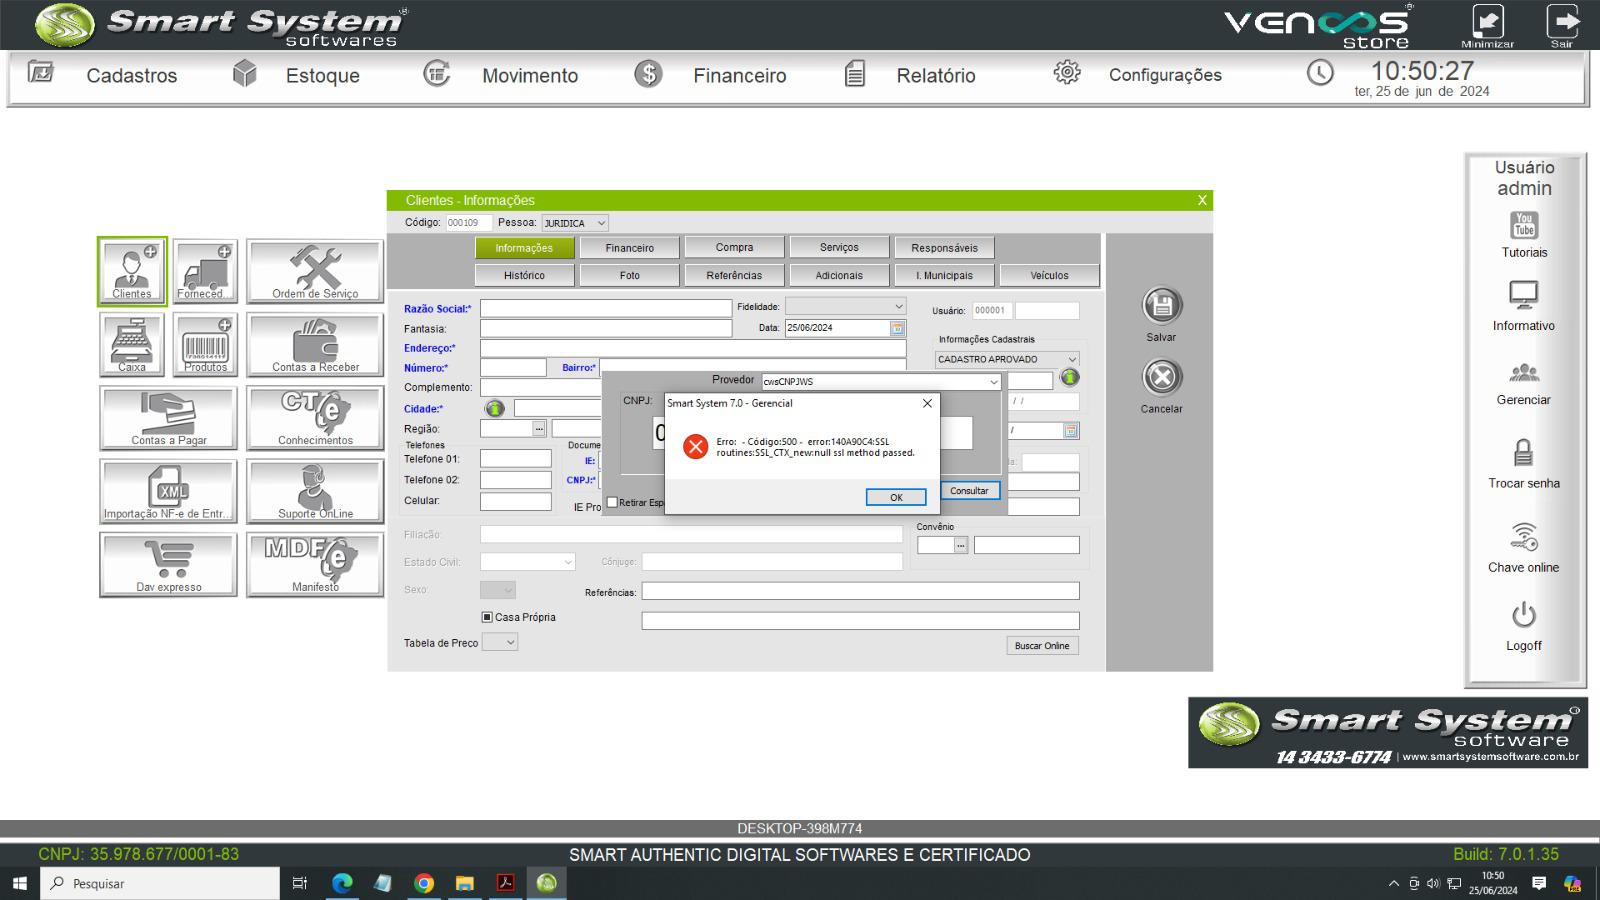 Smart System®
softwares
VENCOS®
store
Minimizar
Sair
Cadastros
Estoque
Movimento
Financeiro
Relatório
Configurações
10:50:27
ter, 25 de jun de 2024
Usuário
admin
You
Tube
Tutoriais
Informativo
Gerenciar
Trocar senha
Chave online
Logoff
Clientes
Forneced...
Ordem de Serviço
Caixa
Produtos
Contas a Receber
Contas a Pagar
CTe
Conhecimentos
XML
Importação NF-e de Entr...
Suporte OnLine
Dav expresso
MDFe
Manifesto
Clientes - Informações
X
Código: 000109 Pessoa: JURIDICA
Informações
Financeiro
Compra
Serviços
Responsáveis
Histórico
Foto
Referências
Adicionais
I. Municipais
Veículos
Razão Social:*
Fidelidade:
Usuário: 000001
Fantasia:
Data: 25/06/2024
Informações Cadastrais
Endereço:*
CADASTRO APROVADO
Número:*
Bairro:*
Complemento:
Cidade:*
Região:
...
Telefones
Docume
Telefone 01:
IE:
Telefone 02:
CNPJ:*
Celular:
IE Pro
/ /
/
da:
Provedor cwsCNPJWS
CNPJ:
0
Retirar Esp
Consultar
Smart System 7.0 - Gerencial
Erro: - Código:500 - error:140A90C4:SSL
routines:SSL_CTX_new:null ssl method passed.
OK
Filiação:
Convênio
...
Estado Civil:
Cônjuge:
Sexo:
Referências:
Casa Própria
Tabela de Preco
Buscar Online
Salvar
Cancelar
Smart System
software
14 3433-6774 | www.smartsystemsoftware.com.br
DESKTOP-398M774
CNPJ: 35.978.677/0001-83
SMART AUTHENTIC DIGITAL SOFTWARES E CERTIFICADO
Build: 7.0.1.35
Pesquisar
10:50
25/06/2024